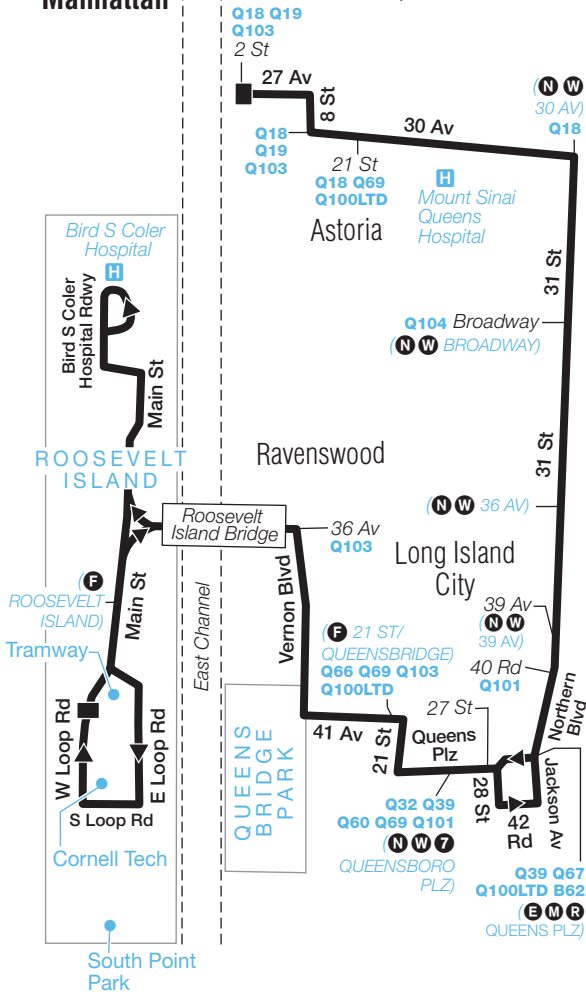 Manhattan
Q18 Q19
Q103
2 St
27 Av
8 St
30 Av
(N W
30 AV)
Q18
Q18
Q19
Q103
21 St
Q18 Q69
Q100LTD
H
Mount Sinai
Queens
Hospital
Astoria
31 St
Bird S Coler
Hospital
H
Bird S Coler
Hospital Rdwy
Main St
Q104 Broadway
(N W BROADWAY)
ROOSEVELT
ISLAND
Ravenswood
31 St
(N W 36 AV)
Roosevelt
Island Bridge
36 Av
Q103
Long Island
City
(F
ROOSEVELT
ISLAND)
Main St
East Channel
Vernon Blvd
39 Av
(N W
39 AV)
40 Rd
Q101
Northern
Blvd
Tramway
(F 21 ST/
QUEENSBRIDGE)
Q66 Q69 Q103
Q100LTD
27 St
W Loop Rd
E Loop Rd
S Loop Rd
QUEENS
BRIDGE
PARK
41 Av
21 St
Queens
Plz
28 St
42
Rd
Jackson Av
Cornell Tech
Q32 Q39
Q60 Q69 Q101
(N W 7
QUEENSBORO
PLZ)
Q39 Q67
Q100LTD B62
(E M R
QUEENS PLZ)
South Point
Park